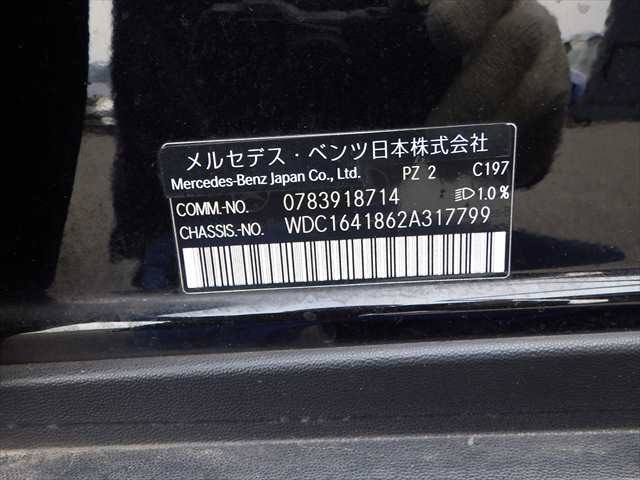 メルセデス・ベンツ日本株式会社
Mercedes-Benz Japan Co., Ltd. PZ 2 C197
COMM.-NO. 0783918714 1.0 %
CHASSIS.-NO. WDC1641862A317799